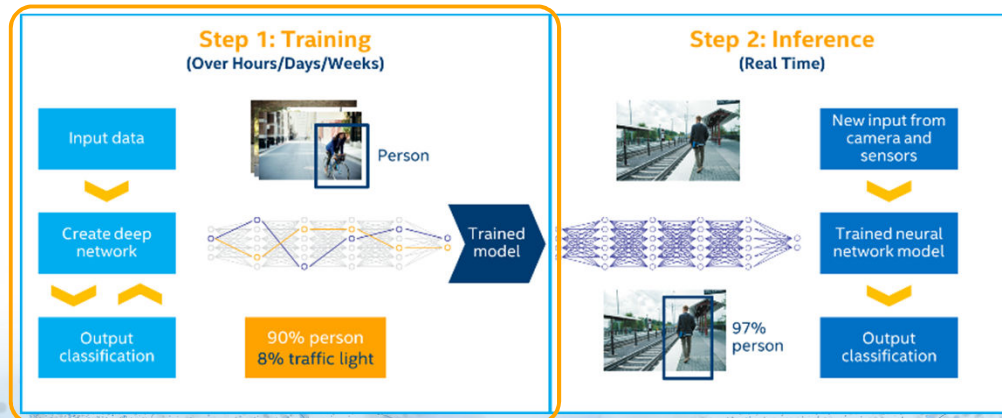 Step 1: Training
(Over Hours/Days/Weeks)
Input data
Person
Create deep
network
Trained
model
Output
classification
90% person
8% traffic light
Step 2: Inference
(Real Time)
New input from
camera and
sensors
Trained neural
network model
97%
person
Output
classification